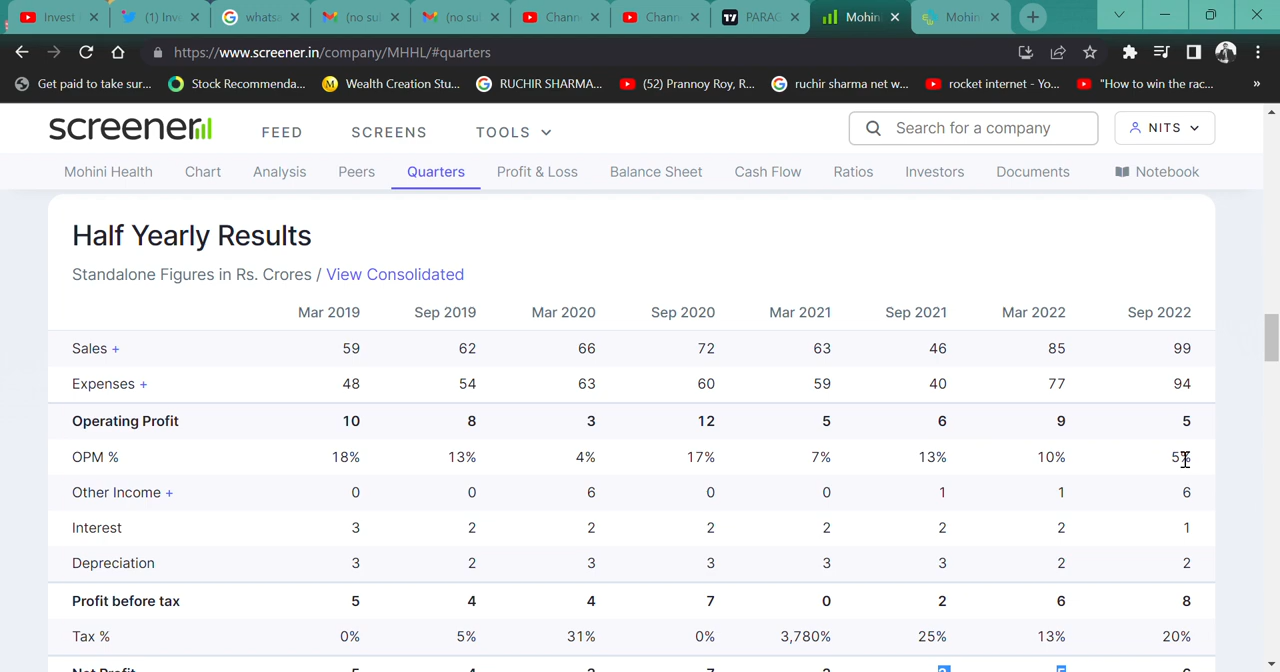 Invest (1) Inv whats (no su (no su Chann Chann PARAG Mohin Mohin
https://www.screener.in/company/MHHL/#quarters
Get paid to take sur... Stock Recommenda... Wealth Creation Stu... RUCHIR SHARMA... (52) Prannoy Roy, R... ruchir sharma net w... rocket internet - Yo... "How to win the rac... »
screener FEED SCREENS TOOLS Search for a company NITS
Mohini Health Chart Analysis Peers Quarters Profit & Loss Balance Sheet Cash Flow Ratios Investors Documents Notebook
Half Yearly Results
Standalone Figures in Rs. Crores / View Consolidated
Mar 2019 Sep 2019 Mar 2020 Sep 2020 Mar 2021 Sep 2021 Mar 2022 Sep 2022
Sales + 59 62 66 72 63 46 85 99
Expenses + 48 54 63 60 59 40 77 94
Operating Profit 10 8 3 12 5 6 9 5
OPM % 18% 13% 4% 17% 7% 13% 10% 5%
Other Income + 0 0 6 0 0 1 1 6
Interest 3 2 2 2 2 2 2 1
Depreciation 3 2 3 3 3 3 2 2
Profit before tax 5 4 4 7 0 2 6 8
Tax % 0% 5% 31% 0% 3,780% 25% 13% 20%